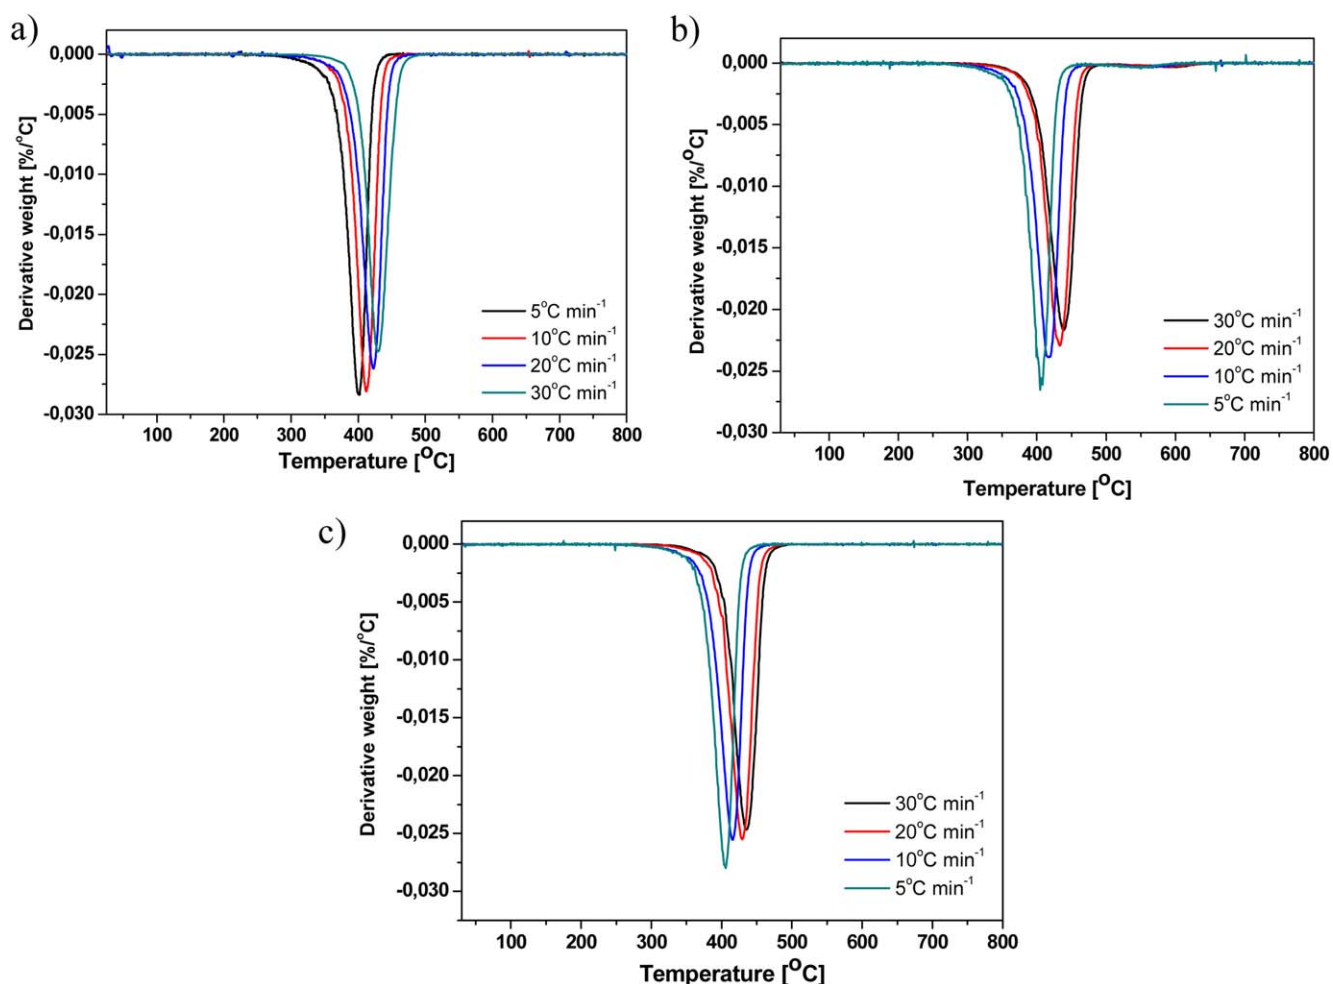 a)
0,000
-0,005
-0,010
-0,015
-0,020
-0,025
-0,030
Derivative weight [%/°C]
5°C min⁻¹
10°C min⁻¹
20°C min⁻¹
30°C min⁻¹
100 200 300 400 500 600 700 800
Temperature [°C]
b)
0,000
-0,005
-0,010
-0,015
-0,020
-0,025
-0,030
Derivative weight [%/°C]
30°C min⁻¹
20°C min⁻¹
10°C min⁻¹
5°C min⁻¹
100 200 300 400 500 600 700 800
Temperature [°C]
c)
0,000
-0,005
-0,010
-0,015
-0,020
-0,025
-0,030
Derivative weight [%/°C]
30°C min⁻¹
20°C min⁻¹
10°C min⁻¹
5°C min⁻¹
100 200 300 400 500 600 700 800
Temperature [°C]